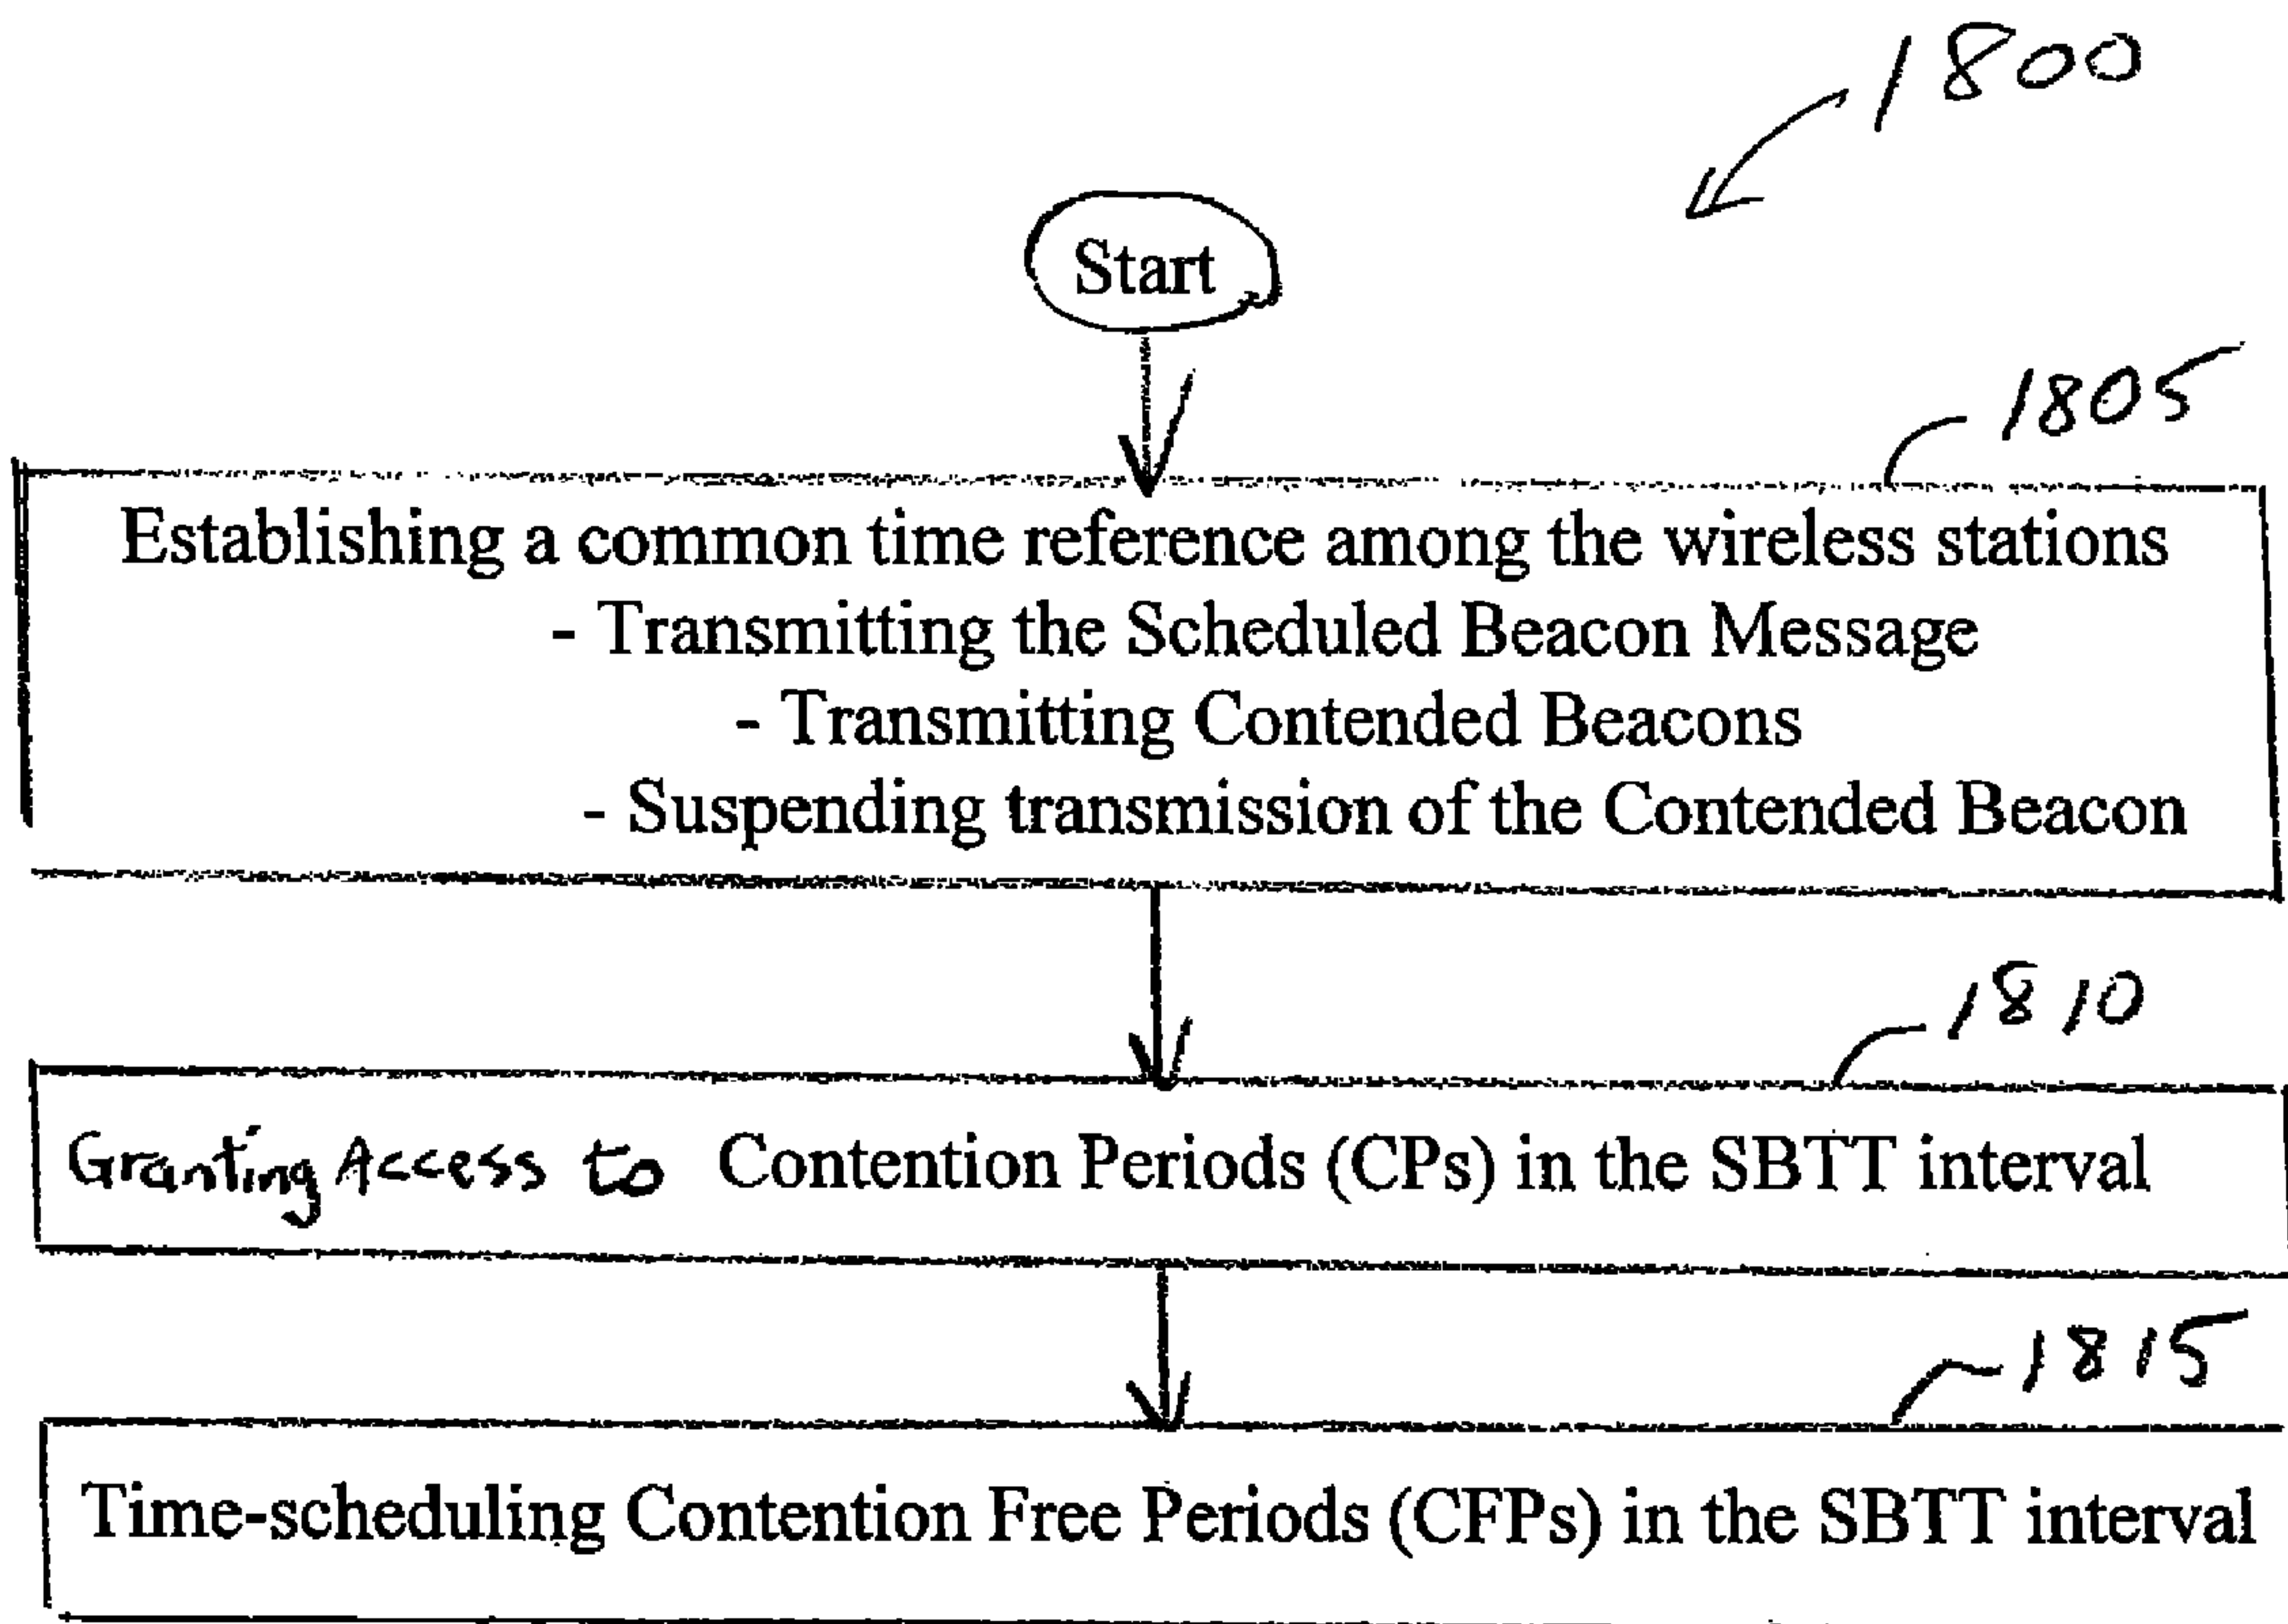 1800
Start
1805
Establishing a common time reference among the wireless stations
- Transmitting the Scheduled Beacon Message
- Transmitting Contended Beacons
- Suspending transmission of the Contended Beacon
1810
Granting Access to Contention Periods (CPs) in the SBTT interval
1815
Time-scheduling Contention Free Periods (CFPs) in the SBTT interval